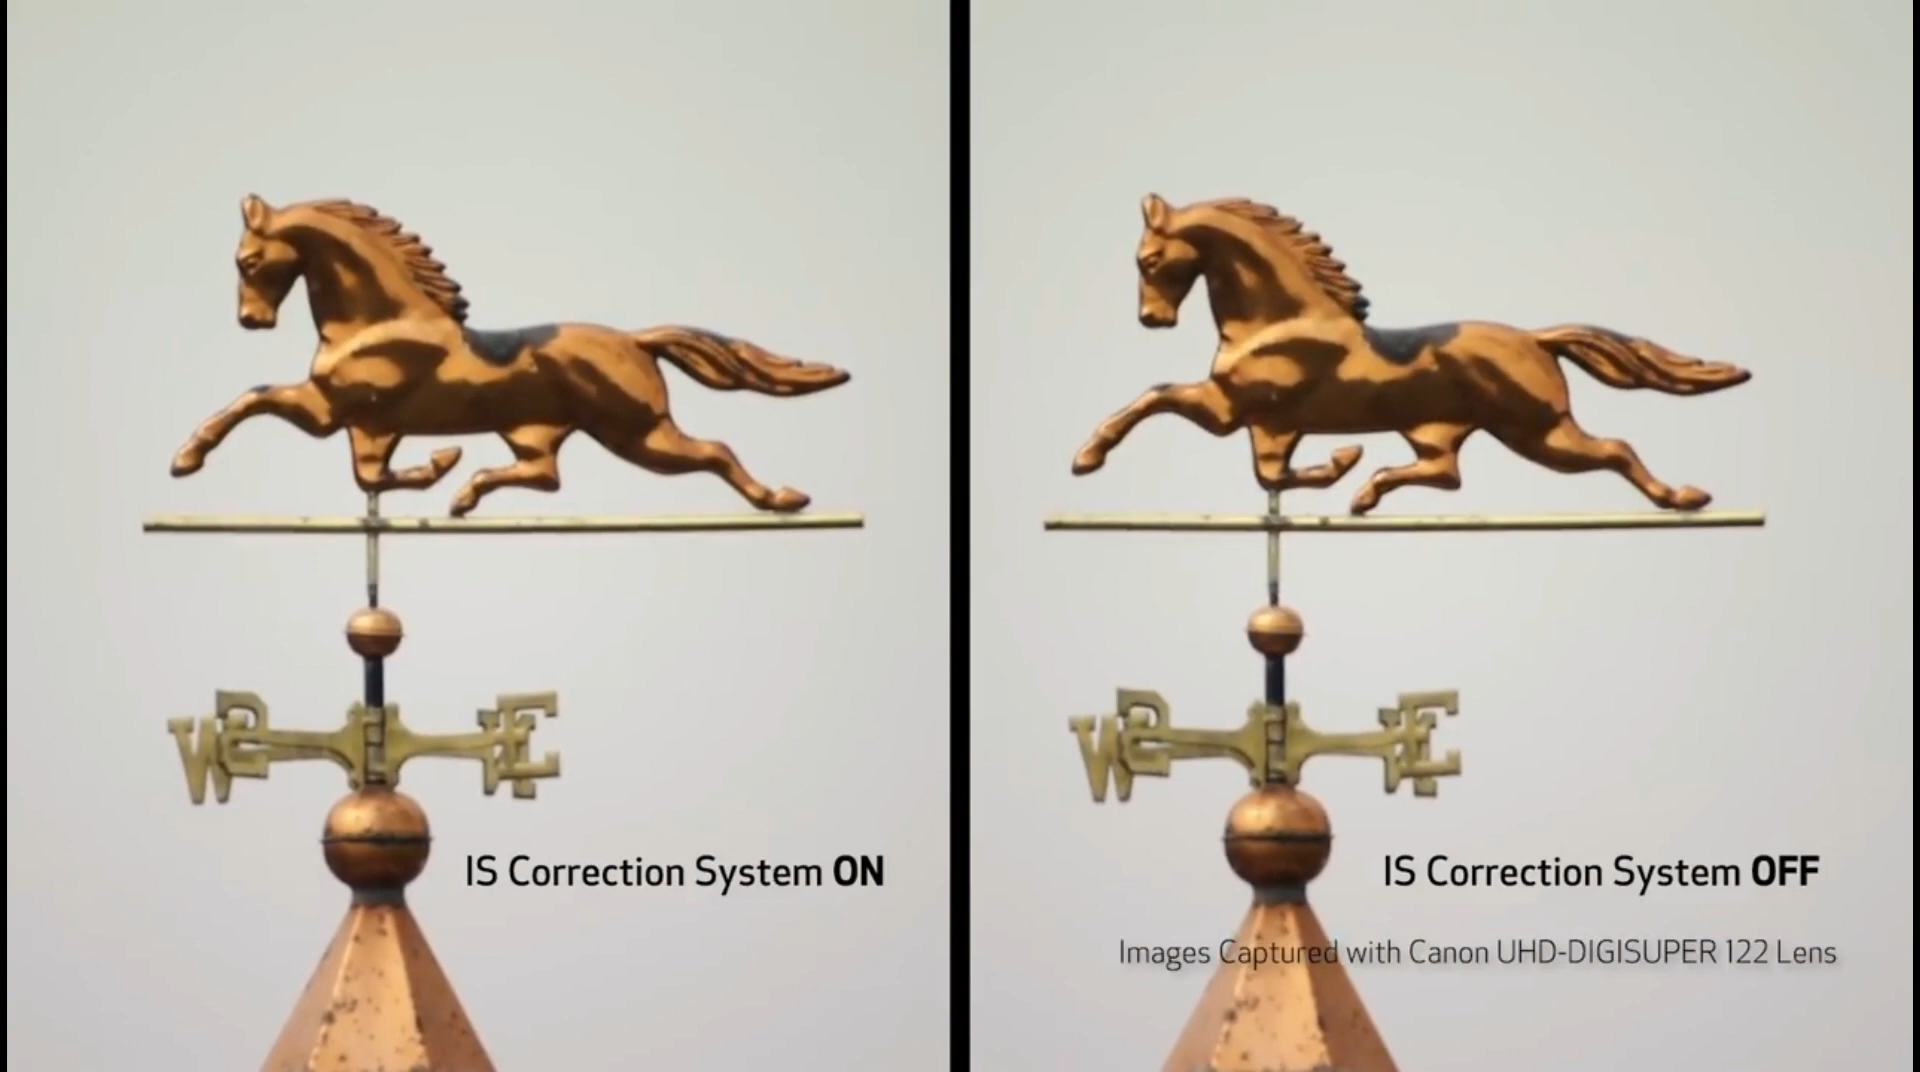 IS Correction System ON
IS Correction System OFF
Images Captured with Canon UHD-DIGISUPER 122 Lens
W
E